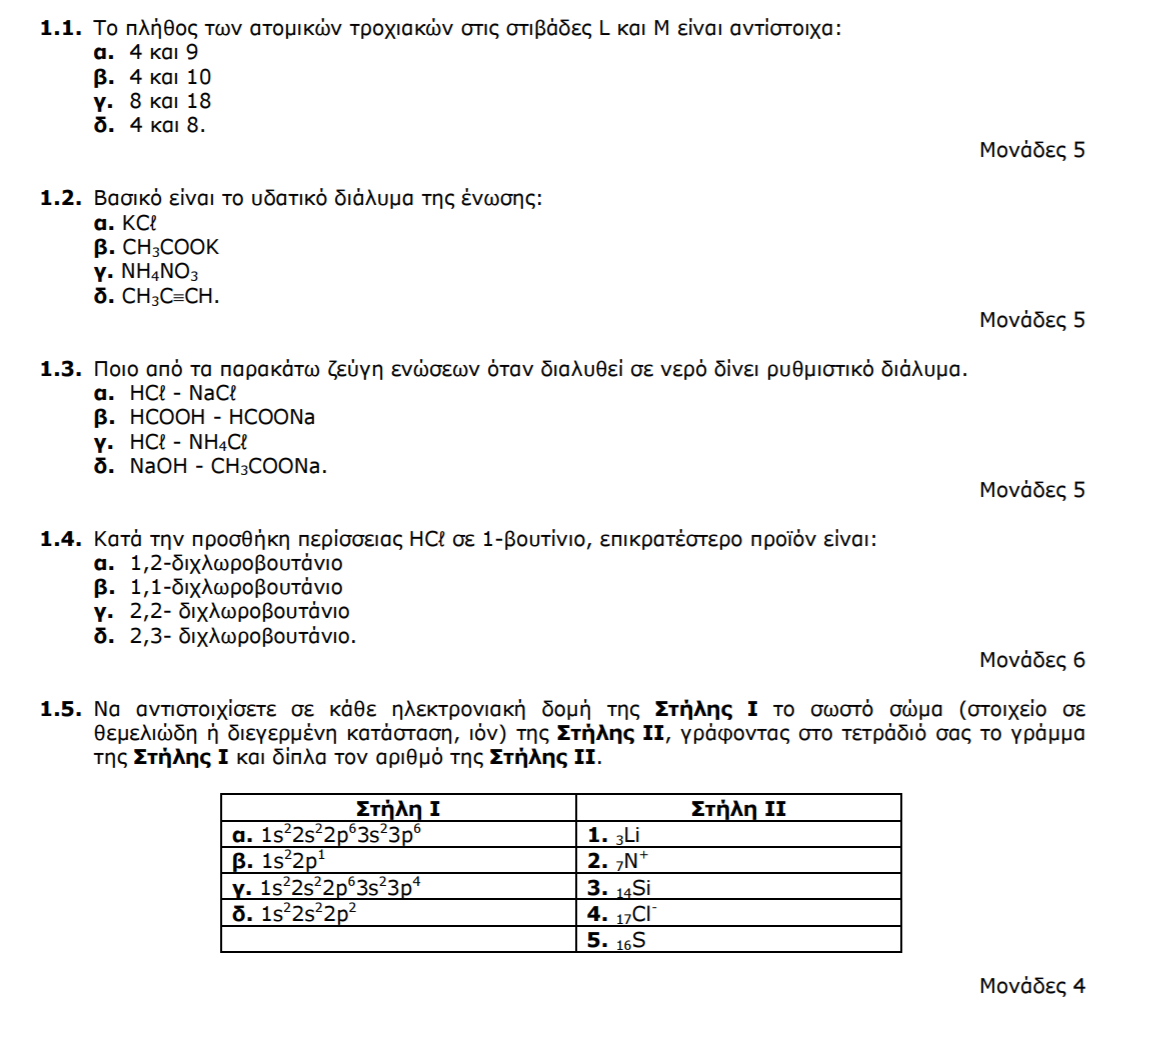 1.1. Το πλήθος των ατομικών τροχιακών στις στιβάδες L και M είναι αντίστοιχα:
α. 4 και 9
β. 4 και 10
γ. 8 και 18
δ. 4 και 8.
Μονάδες 5
1.2. Βασικό είναι το υδατικό διάλυμα της ένωσης:
α. KCℓ
β. CH₃COOK
γ. NH₄NO₃
δ. CH₃C≡CH.
Μονάδες 5
1.3. Ποιο από τα παρακάτω ζεύγη ενώσεων όταν διαλυθεί σε νερό δίνει ρυθμιστικό διάλυμα.
α. HCℓ - NaCℓ
β. HCOOH - HCOONa
γ. HCℓ - NH₄Cℓ
δ. NaOH - CH₃COONa.
Μονάδες 5
1.4. Κατά την προσθήκη περίσσειας HCℓ σε 1-βουτίνιο, επικρατέστερο προϊόν είναι:
α. 1,2-διχλωροβουτάνιο
β. 1,1-διχλωροβουτάνιο
γ. 2,2- διχλωροβουτάνιο
δ. 2,3- διχλωροβουτάνιο.
Μονάδες 6
1.5. Να αντιστοιχίσετε σε κάθε ηλεκτρονιακή δομή της Στήλης I το σωστό σώμα (στοιχείο σε
θεμελιώδη ή διεγερμένη κατάσταση, ιόν) της Στήλης II, γράφοντας στο τετράδιό σας το γράμμα
της Στήλης I και δίπλα τον αριθμό της Στήλης II.
Στήλη I Στήλη II
α. 1s²2s²2p⁶3s²3p⁶ 1. ₃Li
β. 1s²2p¹ 2. ₇N⁺
γ. 1s²2s²2p⁶3s²3p⁴ 3. ₁₄Si
δ. 1s²2s²2p² 4. ₁₇Cl⁻
5. ₁₆S
Μονάδες 4